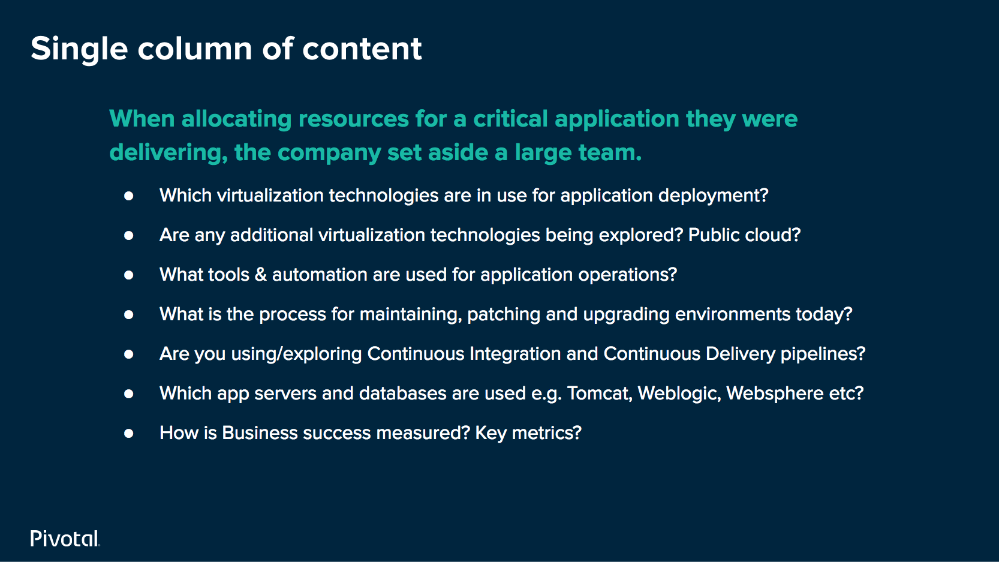 Single column of content
When allocating resources for a critical application they were
delivering, the company set aside a large team.
● Which virtualization technologies are in use for application deployment?
● Are any additional virtualization technologies being explored? Public cloud?
● What tools & automation are used for application operations?
● What is the process for maintaining, patching and upgrading environments today?
● Are you using/exploring Continuous Integration and Continuous Delivery pipelines?
● Which app servers and databases are used e.g. Tomcat, Weblogic, Websphere etc?
● How is Business success measured? Key metrics?
Pivotal